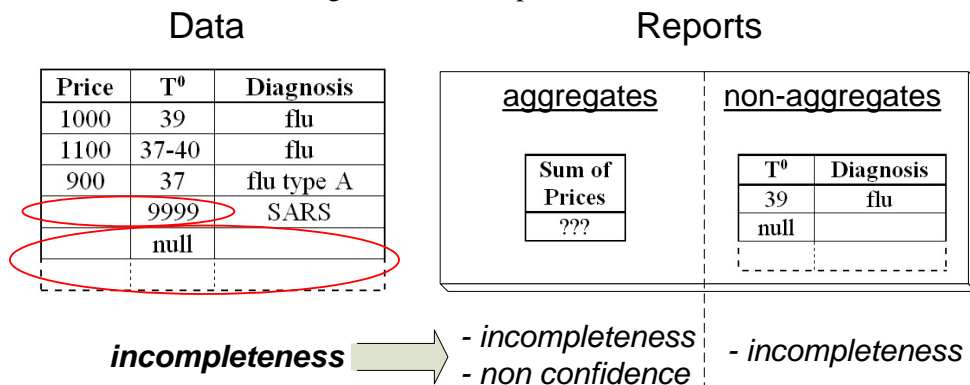 Data
Price T⁰ Diagnosis
1000 39 flu
1100 37-40 flu
900 37 flu type A
9999 SARS
null
Reports
aggregates
Sum of
Prices
???
non-aggregates
T⁰ Diagnosis
39 flu
null
incompleteness
- incompleteness
- non confidence
- incompleteness